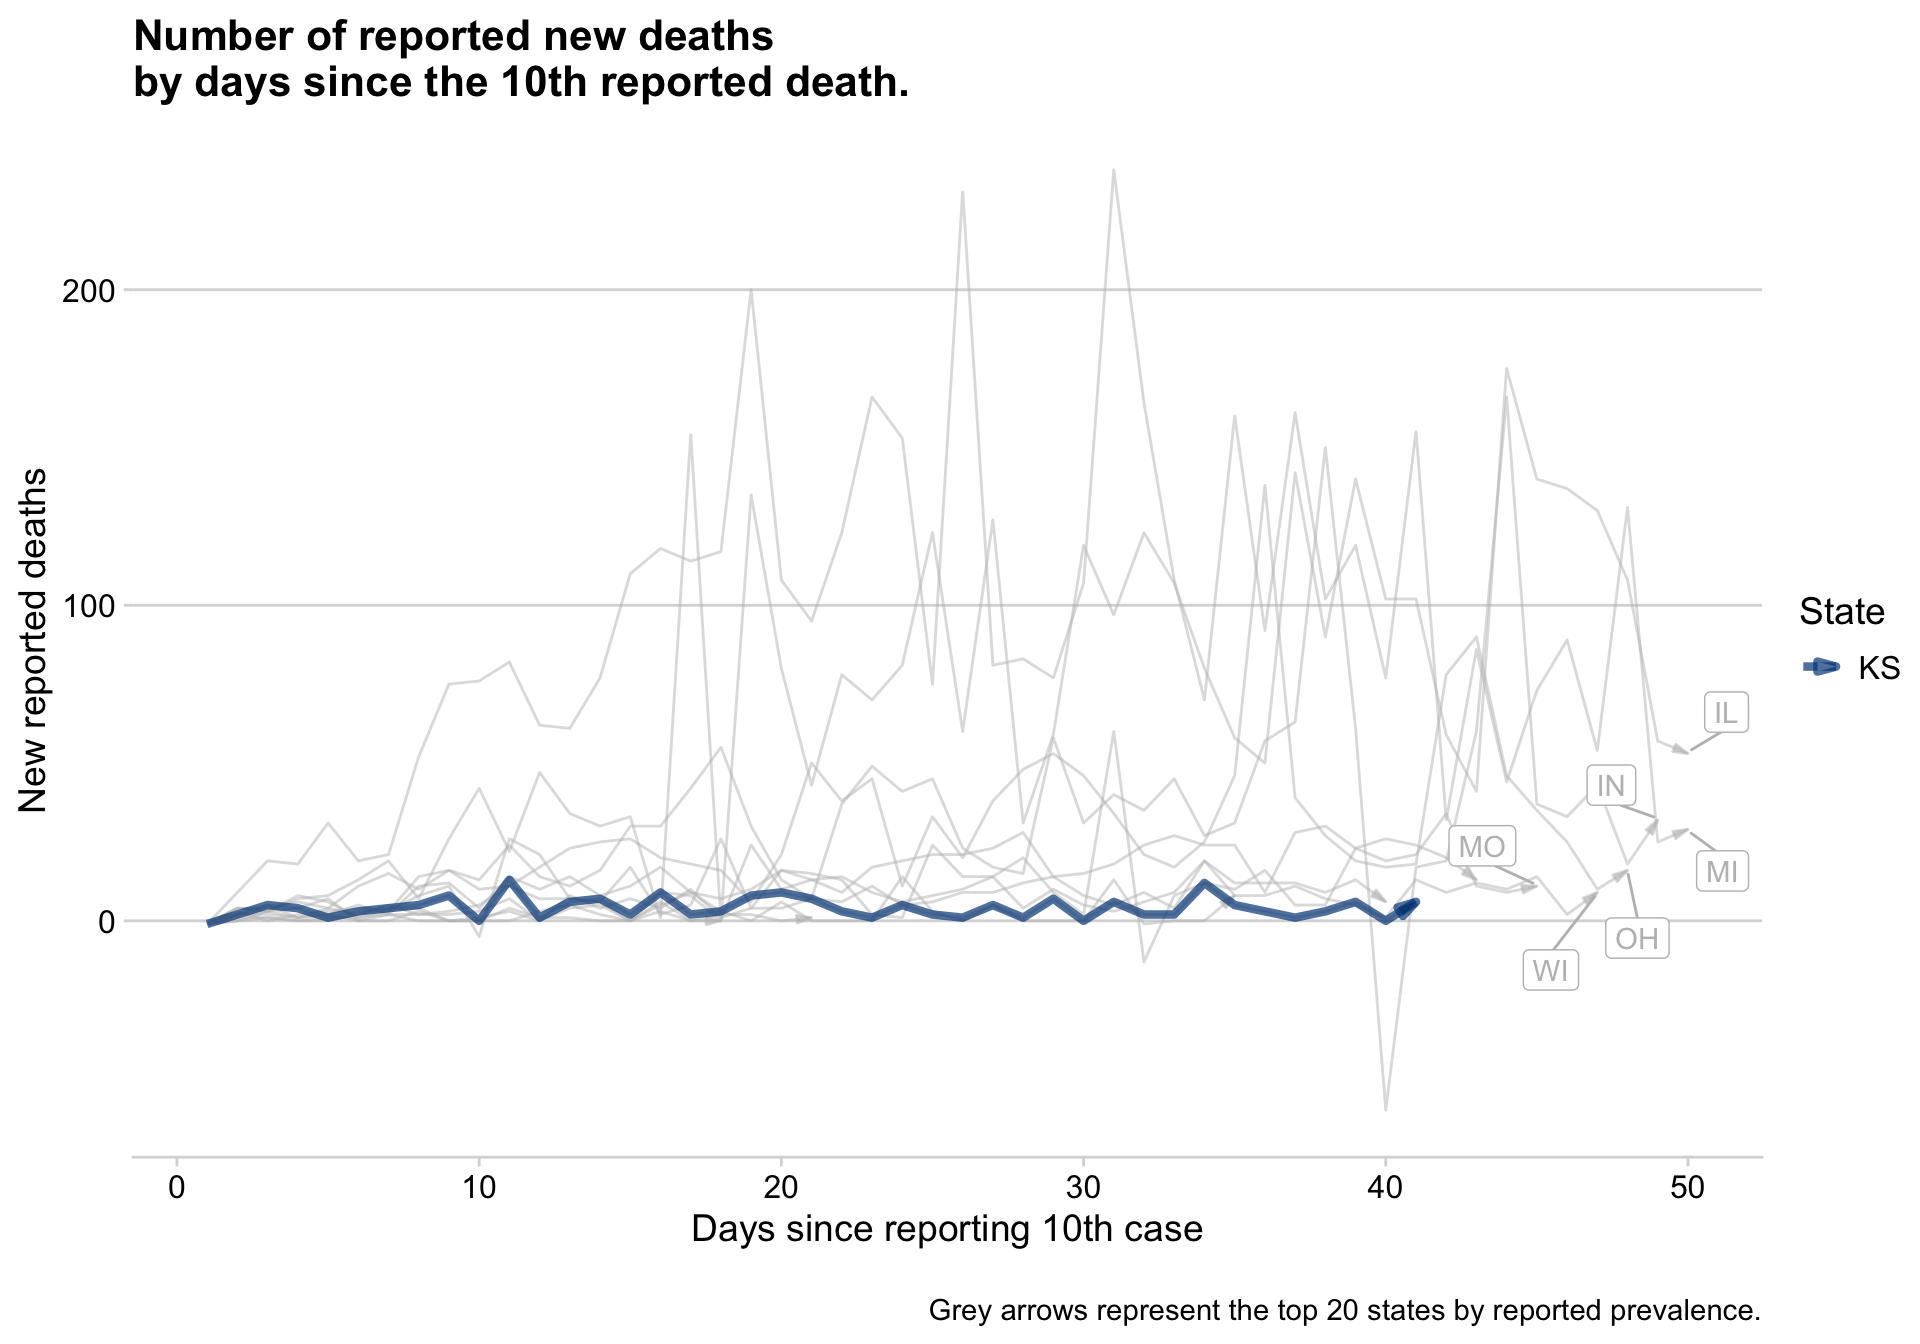 Number of reported new deaths
by days since the 10th reported death.
200
100
0
New reported deaths
IL
IN
MO
MI
OH
WI
State
KS
0 10 20 30 40 50
Days since reporting 10th case
Grey arrows represent the top 20 states by reported prevalence.